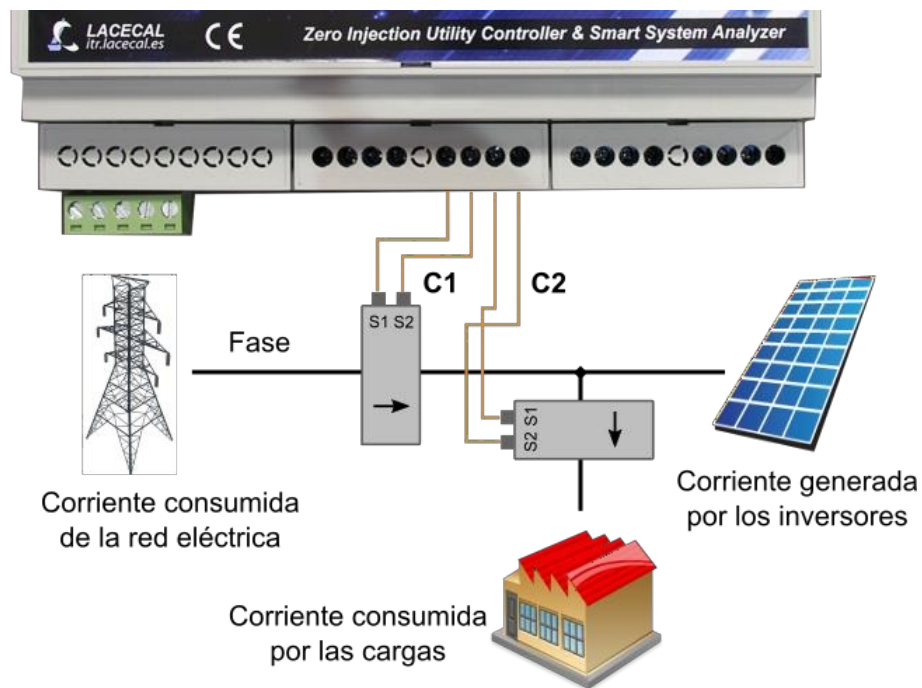 LACECAL
itr.lacecal.es
CE
Zero Injection Utility Controller & Smart System Analyzer
C1
C2
S1 S2
Fase
S1
S2
Corriente consumida
de la red eléctrica
Corriente generada
por los inversores
Corriente consumida
por las cargas